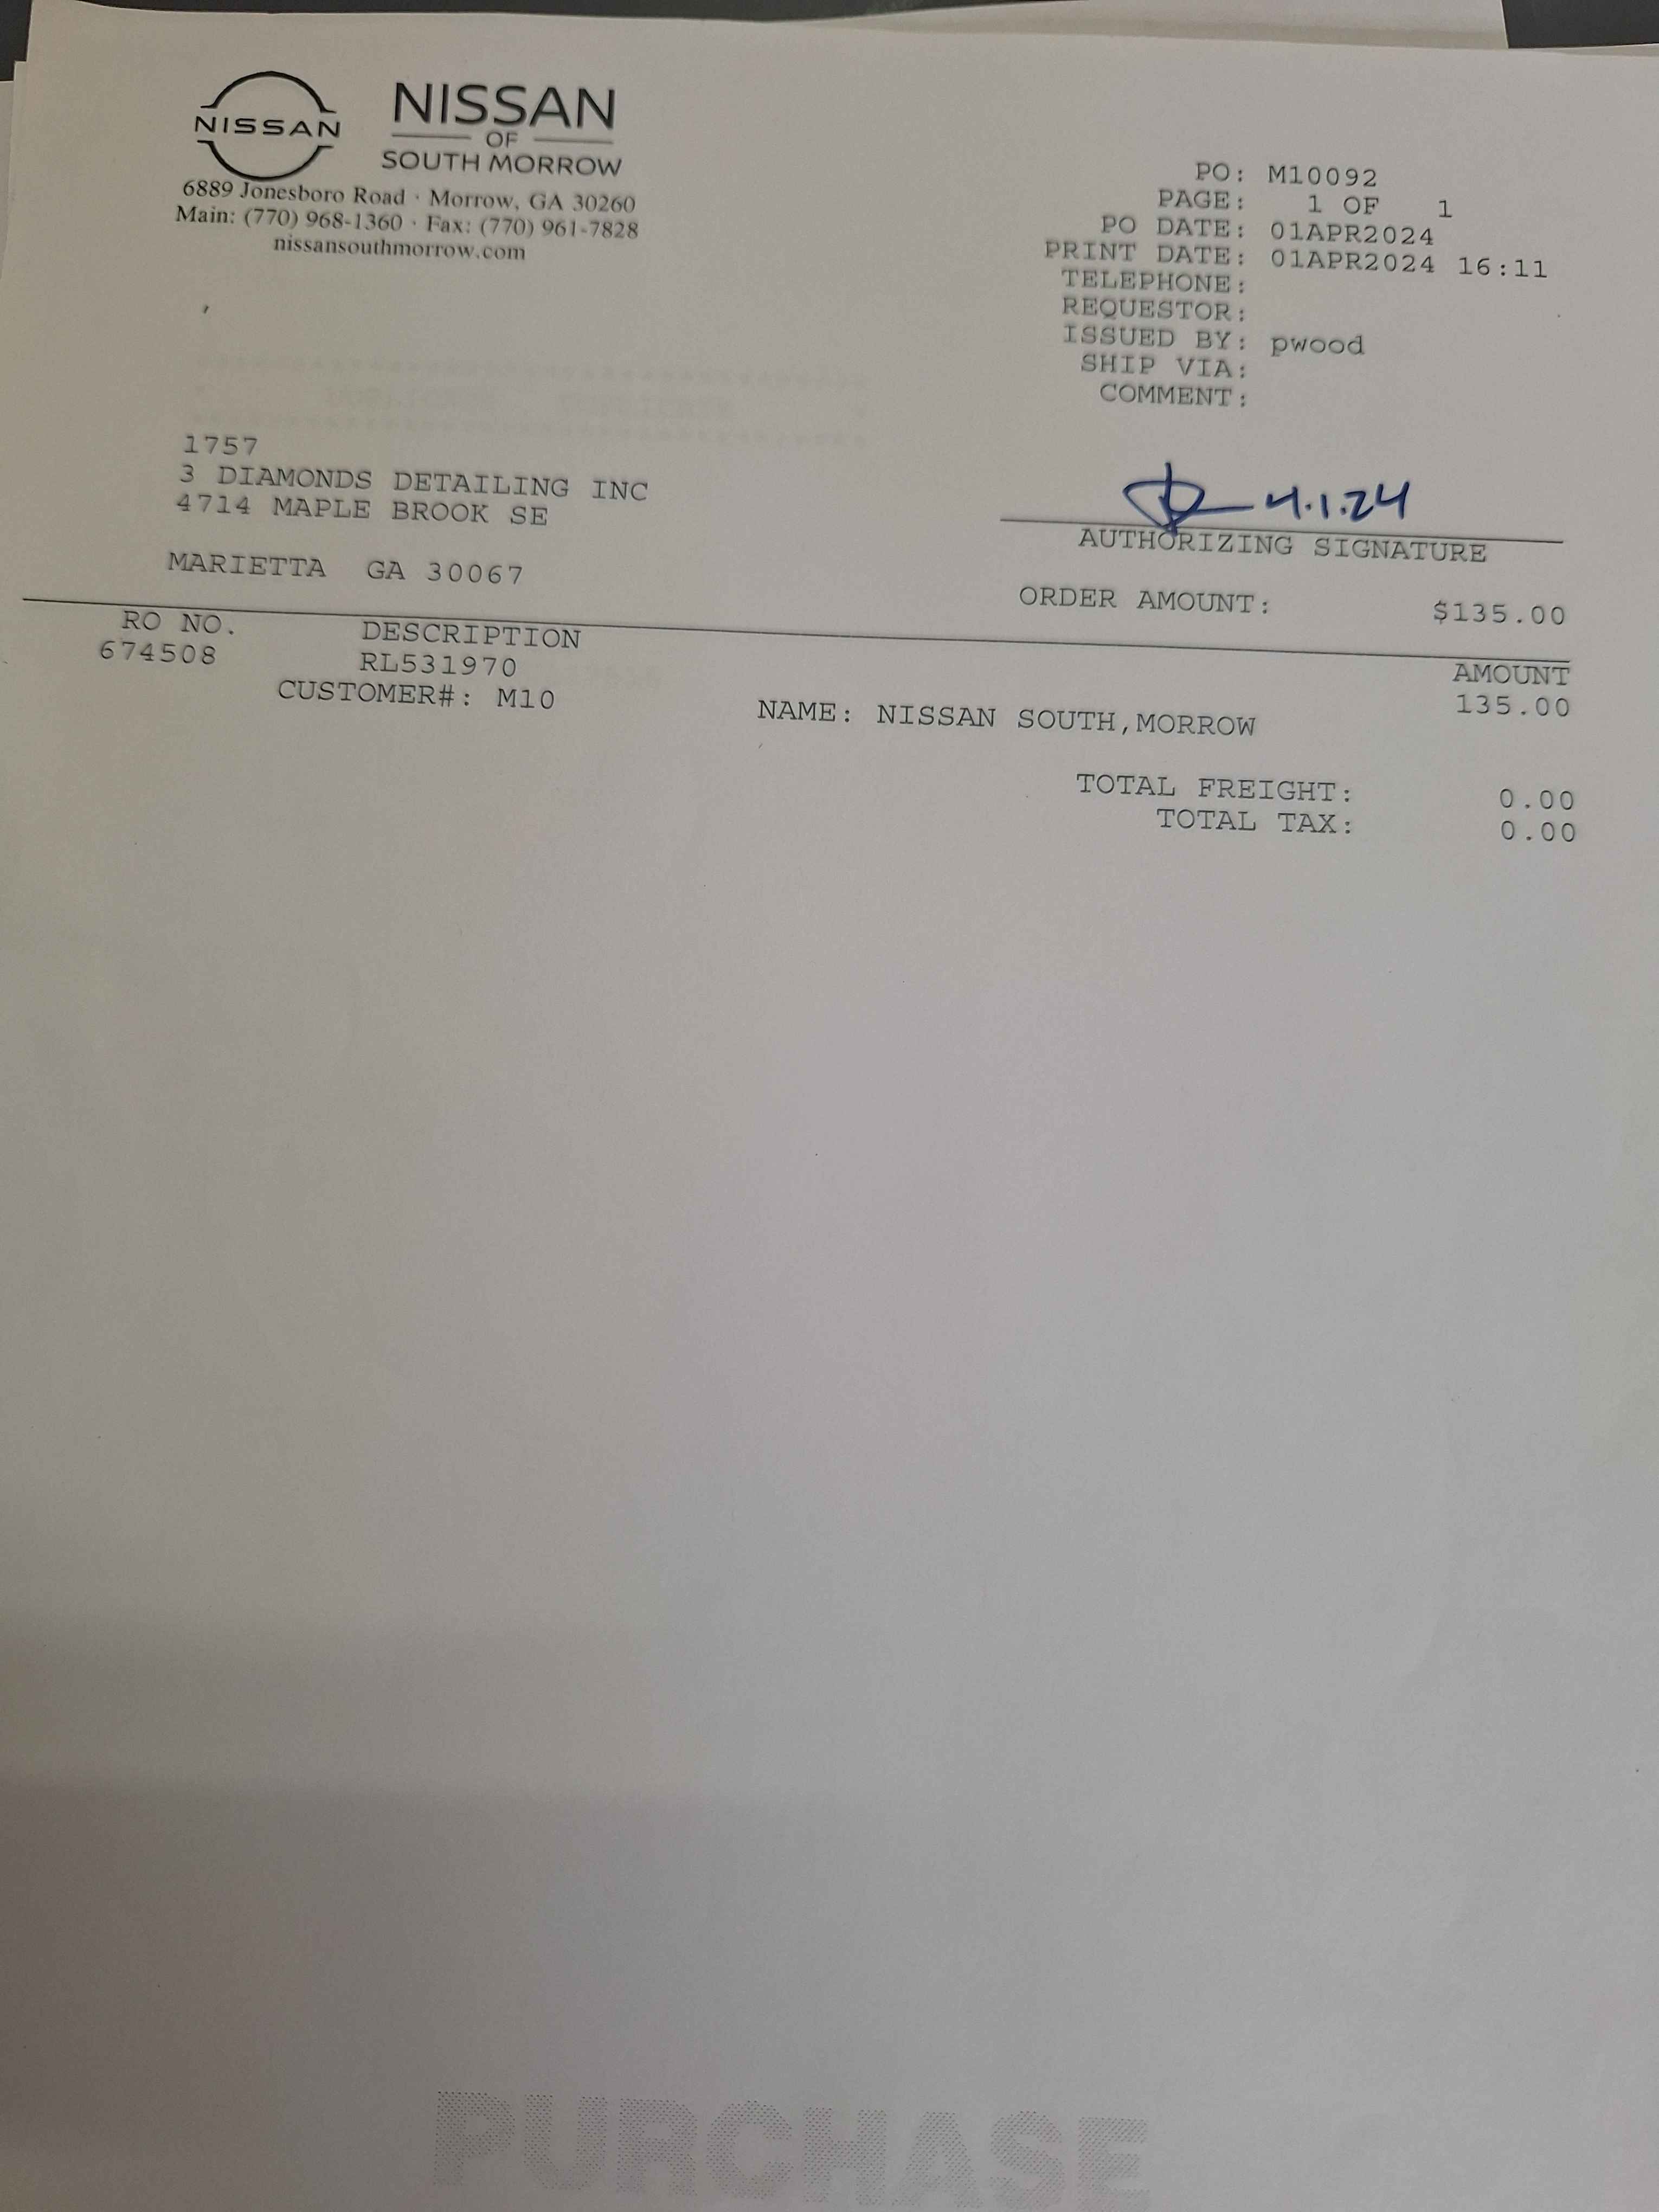 NISSAN
NISSAN
OF
SOUTH MORROW
6889 Jonesboro Road · Morrow, GA 30260
Main: (770) 968-1360 · Fax: (770) 961-7828
nissansouthmorrow.com
PO: M10092
PAGE: 1 OF 1
PO DATE: 01APR2024
PRINT DATE: 01APR2024 16:11
TELEPHONE:
REQUESTOR:
ISSUED BY: pwood
SHIP VIA:
COMMENT:
1757
3 DIAMONDS DETAILING INC
4714 MAPLE BROOK SE
MARIETTA GA 30067
4.1.24
AUTHORIZING SIGNATURE
ORDER AMOUNT: $135.00
RO NO. DESCRIPTION AMOUNT
674508 RL531970 135.00
CUSTOMER#: M10 NAME: NISSAN SOUTH,MORROW
TOTAL FREIGHT: 0.00
TOTAL TAX: 0.00
PURCHASE